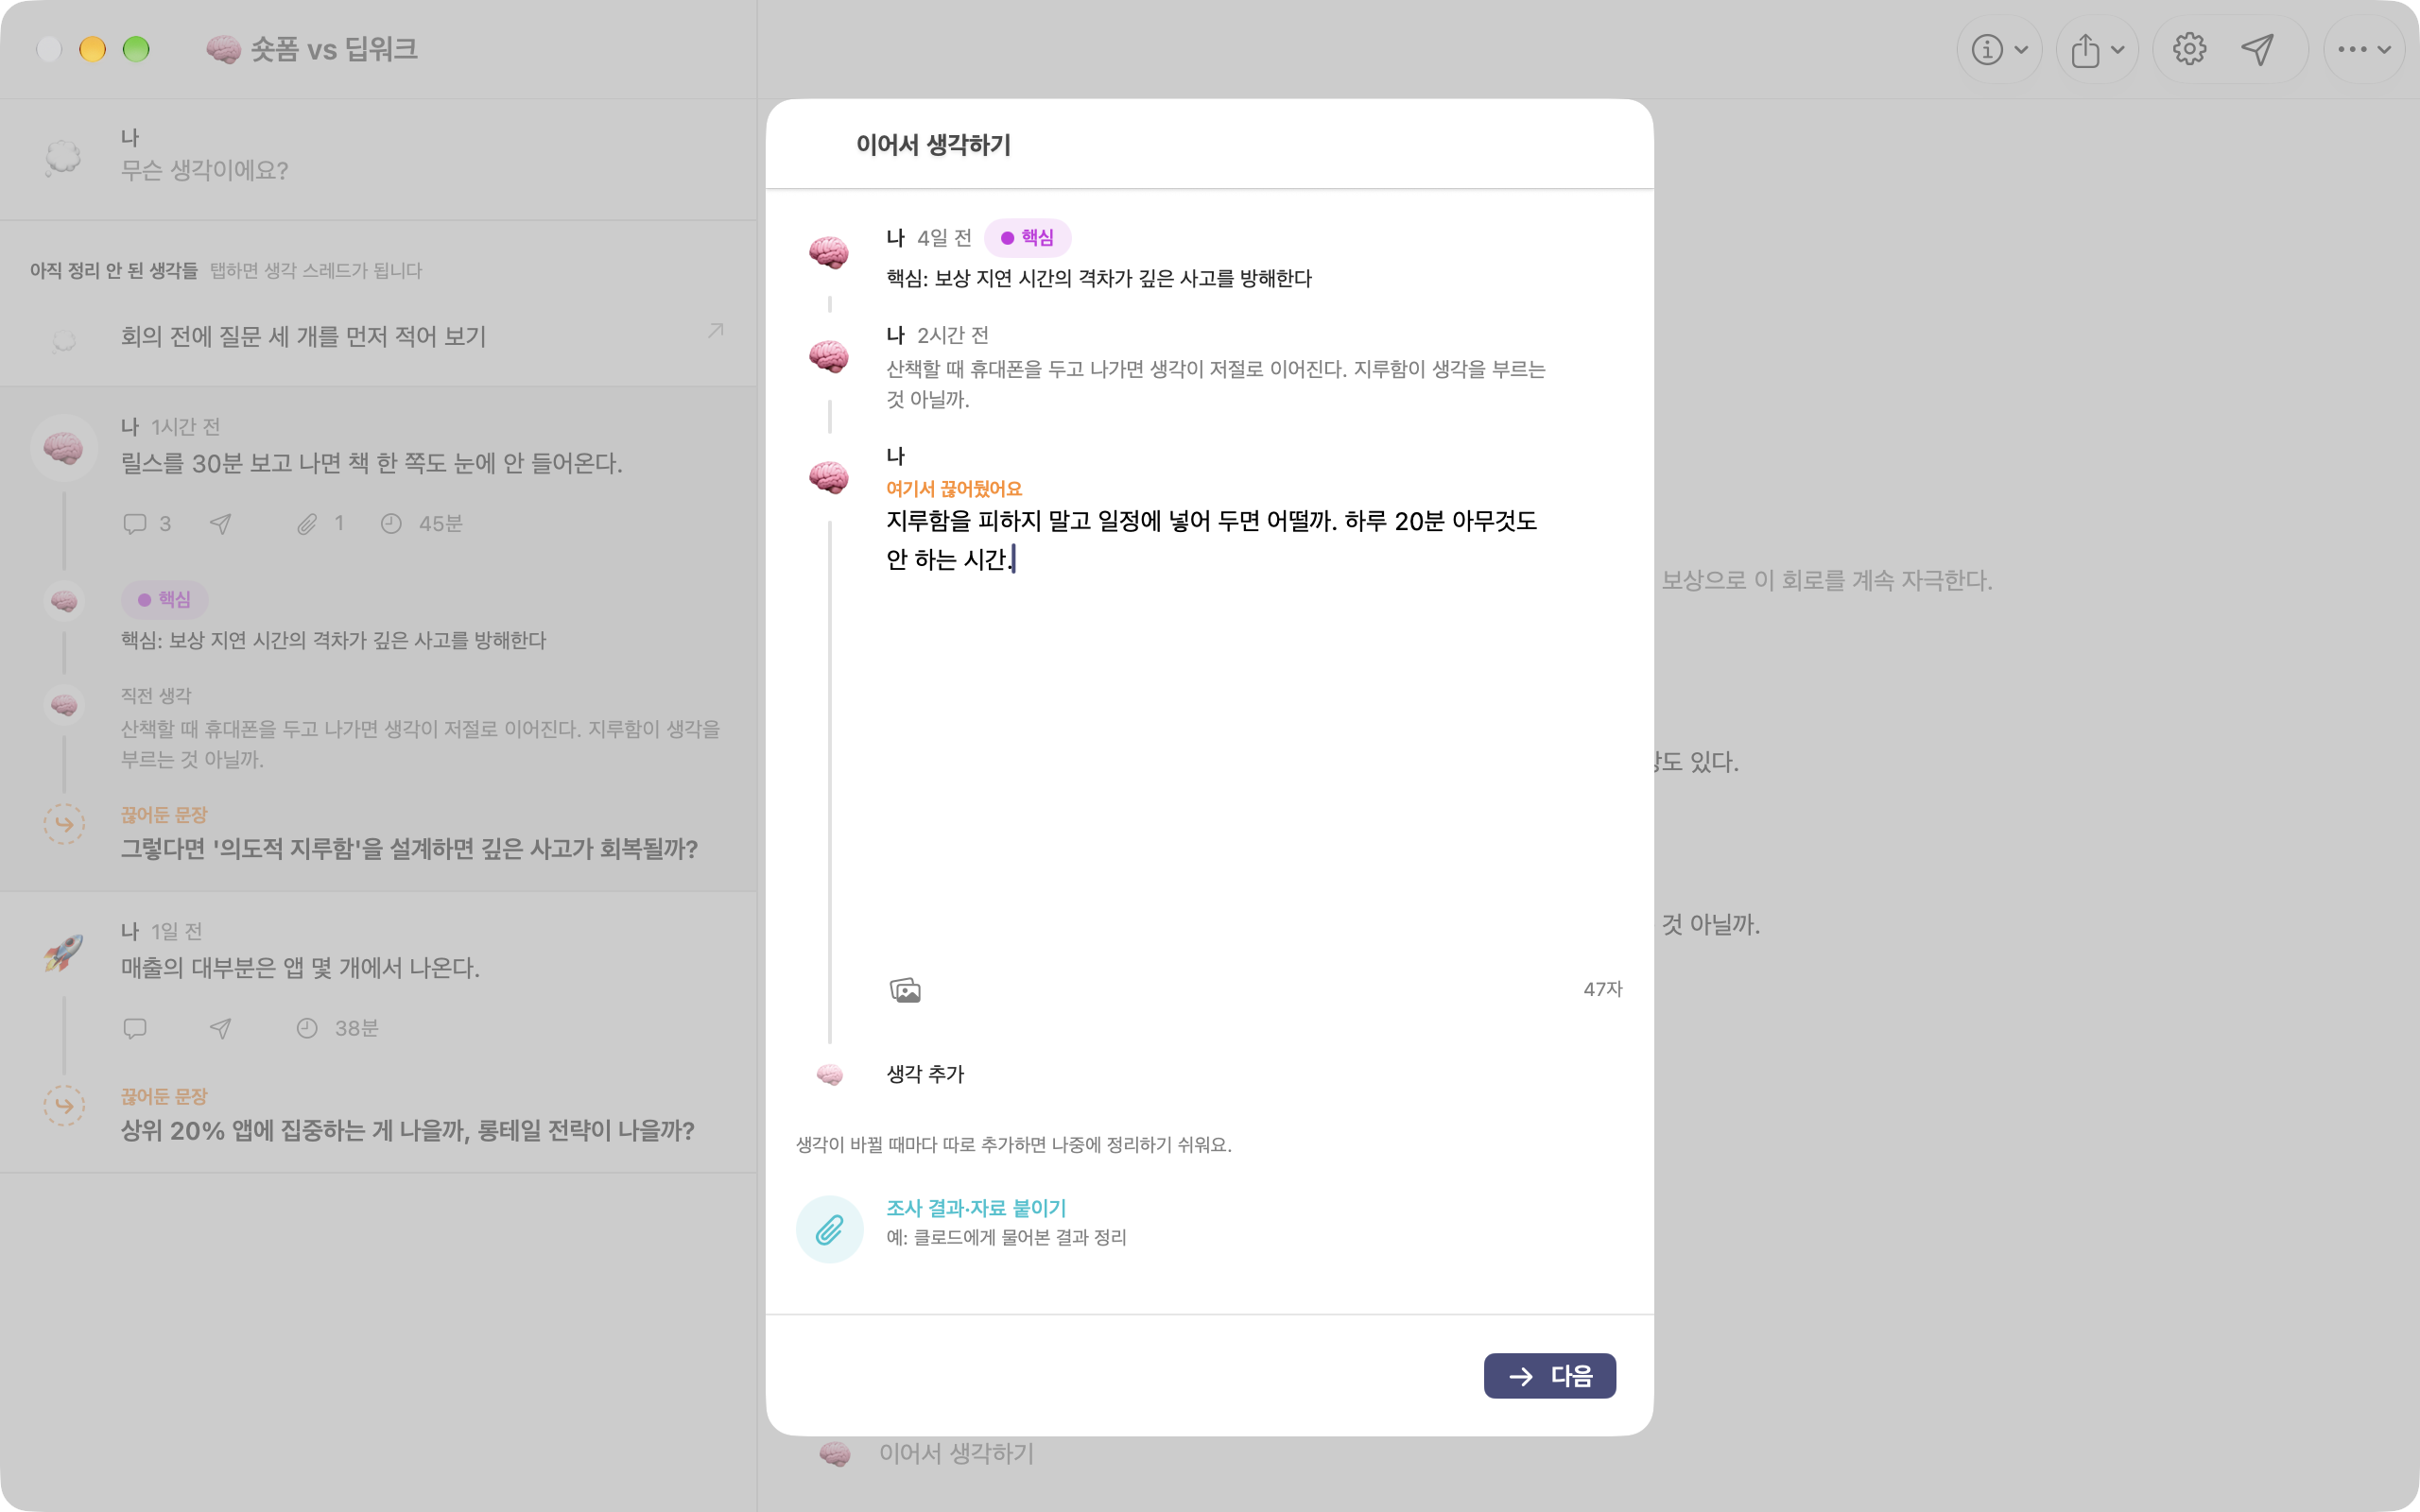 숏폼 vs 딥워크
나
무슨 생각이에요?
아직 정리 안 된 생각들 탭하면 생각 스레드가 됩니다
회의 전에 질문 세 개를 먼저 적어 보기
나 1시간 전
릴스를 30분 보고 나면 책 한 쪽도 눈에 안 들어온다.
3 1 45분
핵심
핵심: 보상 지연 시간의 격차가 깊은 사고를 방해한다
직전 생각
산책할 때 휴대폰을 두고 나가면 생각이 저절로 이어진다. 지루함이 생각을
부르는 것 아닐까.
끊어둔 문장
그렇다면 '의도적 지루함'을 설계하면 깊은 사고가 회복될까?
나 1일 전
매출의 대부분은 앱 몇 개에서 나온다.
38분
끊어둔 문장
상위 20% 앱에 집중하는 게 나을까, 롱테일 전략이 나을까?
이어서 생각하기
나 4일 전 핵심
핵심: 보상 지연 시간의 격차가 깊은 사고를 방해한다
나 2시간 전
산책할 때 휴대폰을 두고 나가면 생각이 저절로 이어진다. 지루함이 생각을 부르는
것 아닐까.
나
여기서 끊어뒀어요
지루함을 피하지 말고 일정에 넣어 두면 어떨까. 하루 20분 아무것도
안 하는 시간.
47자
생각 추가
생각이 바뀔 때마다 따로 추가하면 나중에 정리하기 쉬워요.
조사 결과·자료 붙이기
예: 클로드에게 물어본 결과 정리
다음
보상으로 이 회로를 계속 자극한다.
도 있다.
것 아닐까.
이어서 생각하기